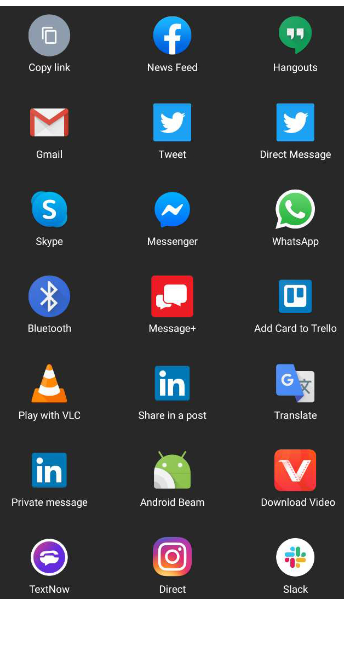 Copy link
News Feed
Hangouts
Gmail
Tweet
Direct Message
Skype
Messenger
WhatsApp
Bluetooth
Message+
Add Card to Trello
Play with VLC
Share in a post
Translate
Private message
Android Beam
Download Video
TextNow
Direct
Slack